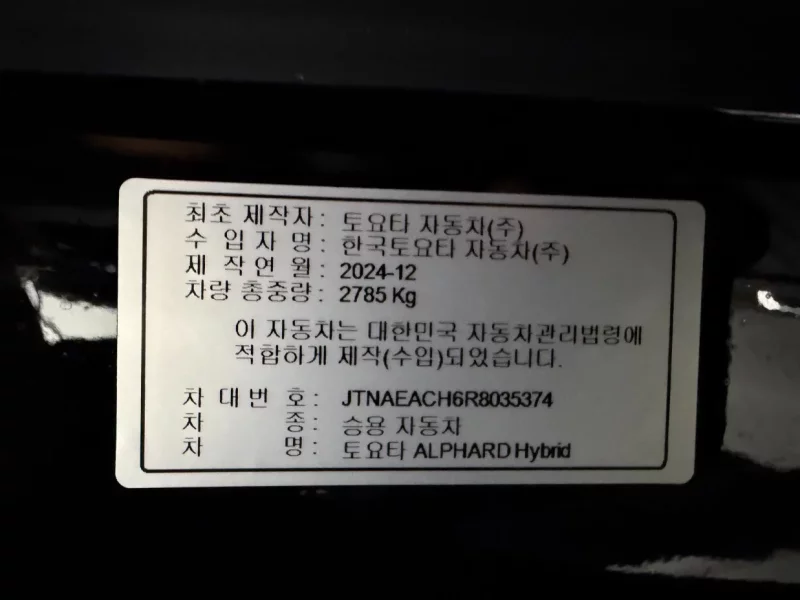 최초 제작자 : 토요타 자동차(주)
수 입 자 명 : 한국토요타 자동차(주)
제 작 연 월 : 2024-12
차량 총중량 : 2785 Kg
이 자동차는 대한민국 자동차관리법령에
적합하게 제작(수입)되었습니다.
차 대 번 호 : JTNAEACH6R8035374
차 종 : 승용 자동차
차 명 : 토요타 ALPHARD Hybrid